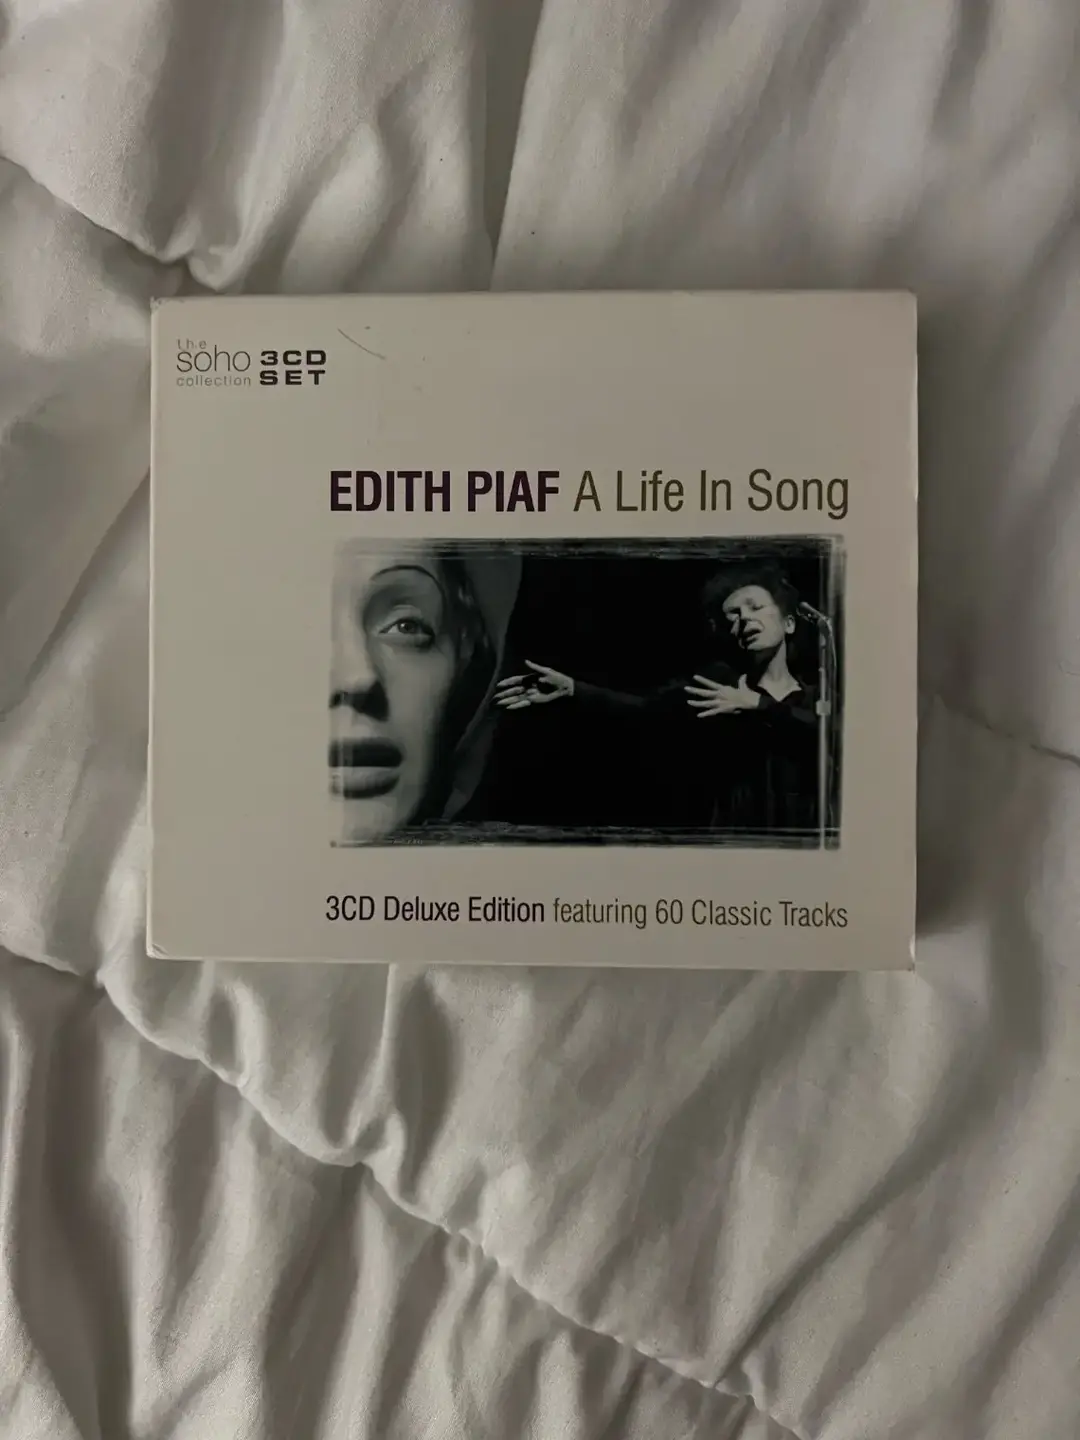 the
soho
collection
3CD
SET
EDITH PIAF A Life In Song
3CD Deluxe Edition featuring 60 Classic Tracks